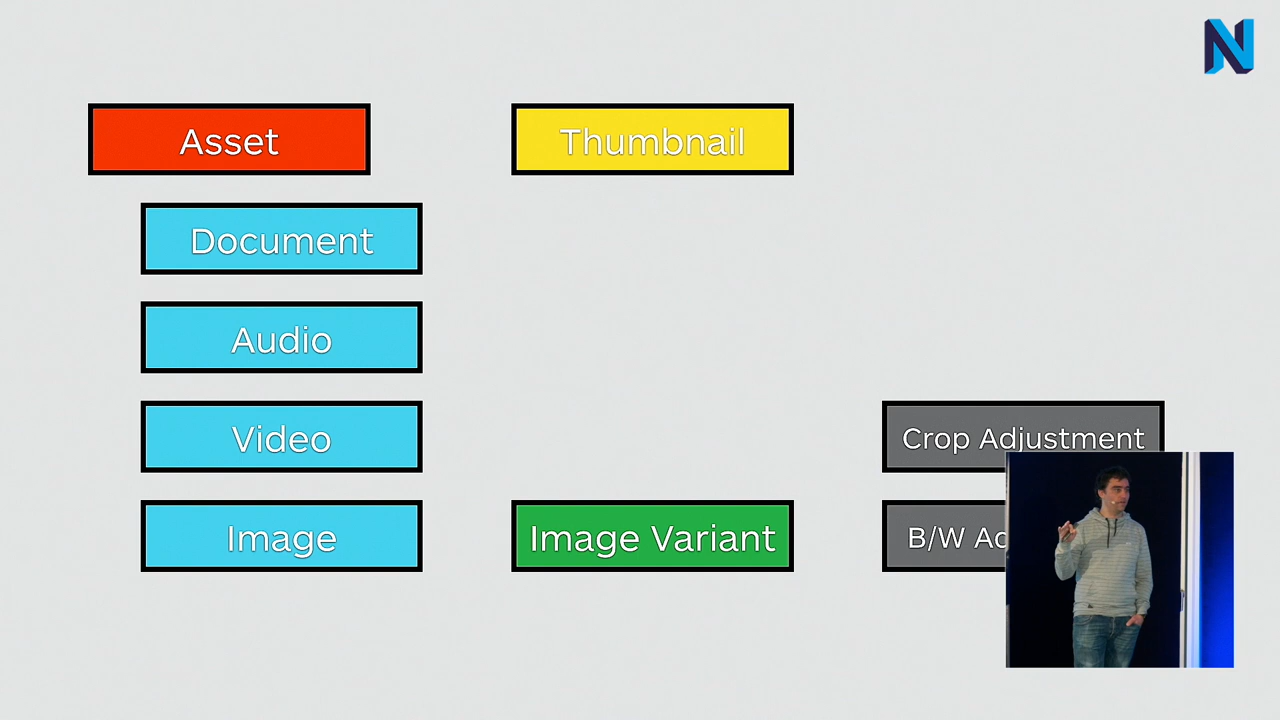 Asset
Thumbnail
Document
Audio
Video
Crop Adjustment
Image
Image Variant
B/W